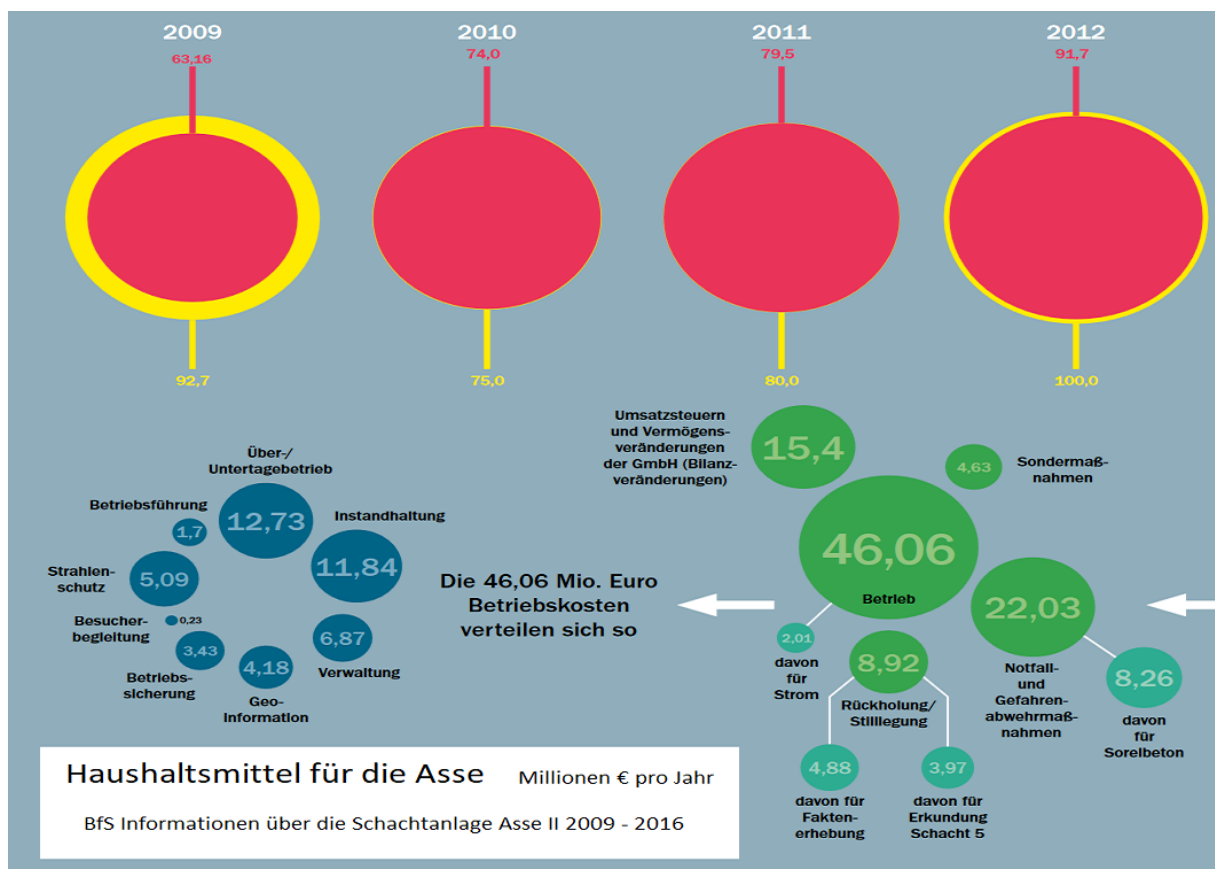 2009
2010
2011
2012
63,16
74,0
79,5
91,7
92,7
75,0
80,0
100,0
Über-/
Untertagebetrieb
12,73
Betriebsführung
1,7
Instandhaltung
11,84
Strahlen-
schutz
5,09
Besucher-
begleitung
0,23
Betriebs-
sicherung
3,43
Geo-
Information
4,18
Verwaltung
6,87
Die 46,06 Mio. Euro
Betriebskosten
verteilen sich so
Umsatzsteuern
und Vermögens-
veränderungen
der GmbH (Bilanz-
veränderungen)
15,4
4,63
Sondermaß-
nahmen
46,06
Betrieb
2,01
davon
für
Strom
8,92
Rückholung/
Stilllegung
22,03
Notfall-
und
Gefahren-
abwehrmaß-
nahmen
8,26
davon
für
Sorelbeton
4,88
davon für
Fakten-
erhebung
3,97
davon für
Erkundung
Schacht 5
Haushaltsmittel für die Asse Millionen € pro Jahr
BfS Informationen über die Schachtanlage Asse II 2009 - 2016